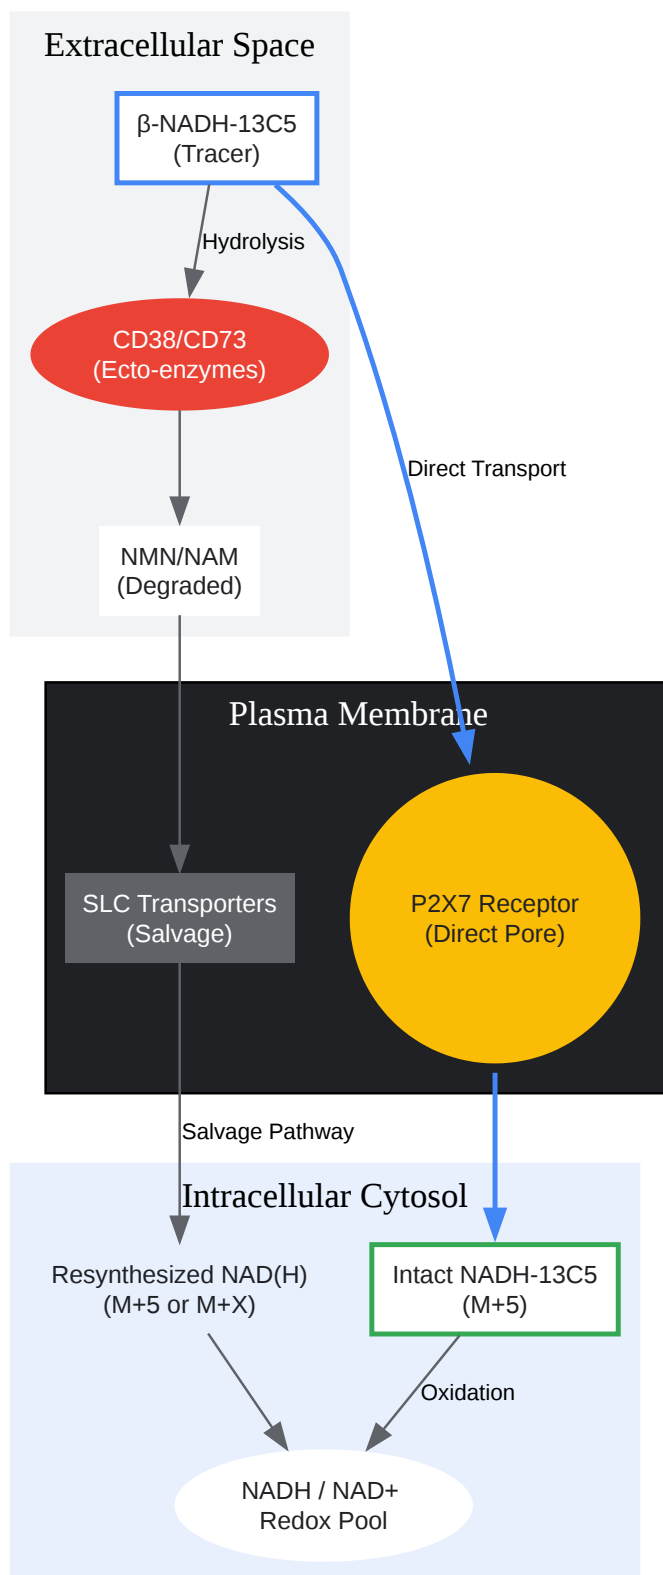 Extracellular Space
β-NADH-13C5
(Tracer)
Hydrolysis
CD38/CD73
(Ecto-enzymes)
Direct Transport
NMN/NAM
(Degraded)
Plasma Membrane
SLC Transporters
(Salvage)
P2X7 Receptor
(Direct Pore)
Salvage Pathway
Intracellular Cytosol
Resynthesized NAD(H)
(M+5 or M+X)
Intact NADH-13C5
(M+5)
Oxidation
NADH / NAD+
Redox Pool